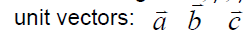 unit vectors: a⃗ b⃗ c⃗